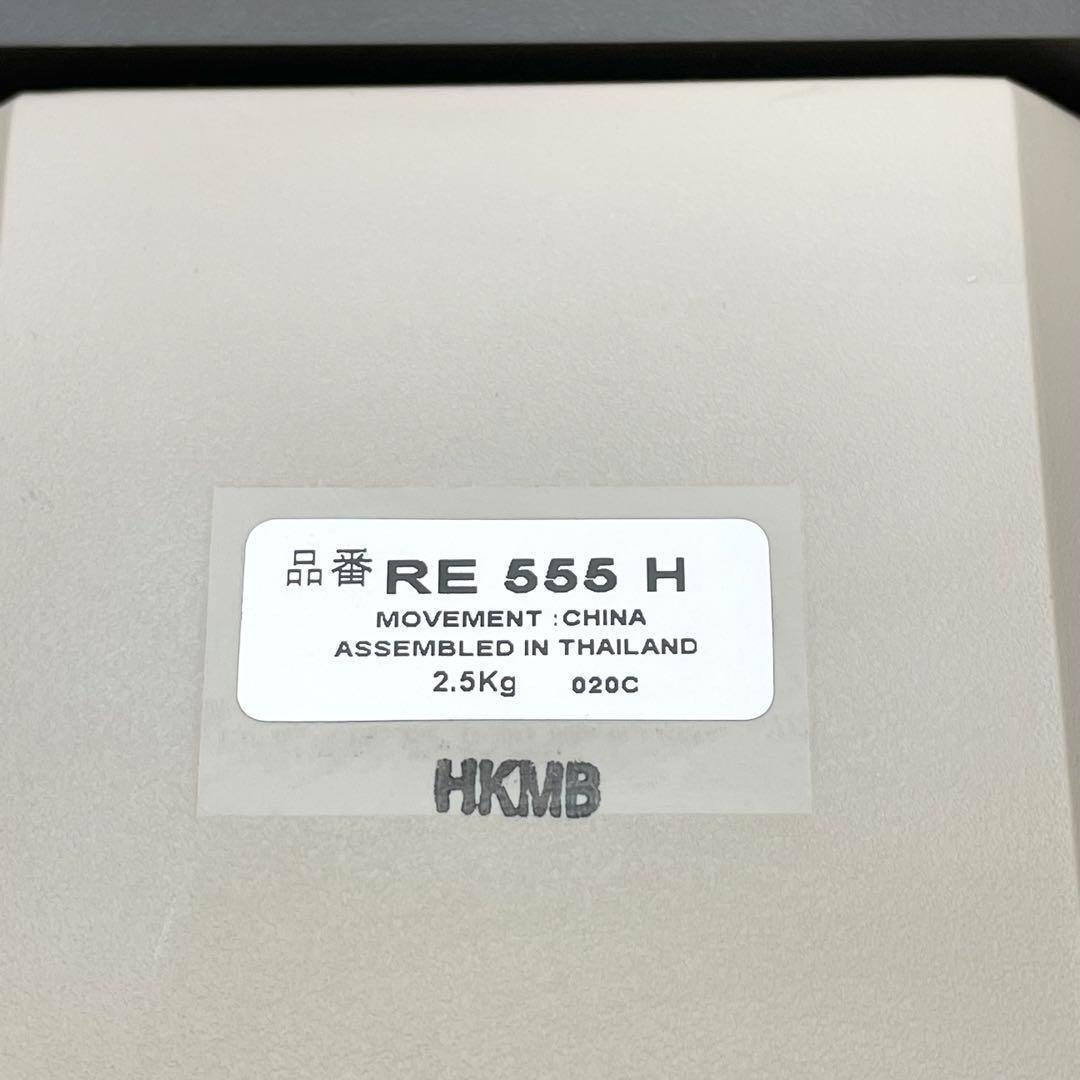 品番 RE 555 H
MOVEMENT : CHINA
ASSEMBLED IN THAILAND
2.5Kg 020C
HKMB